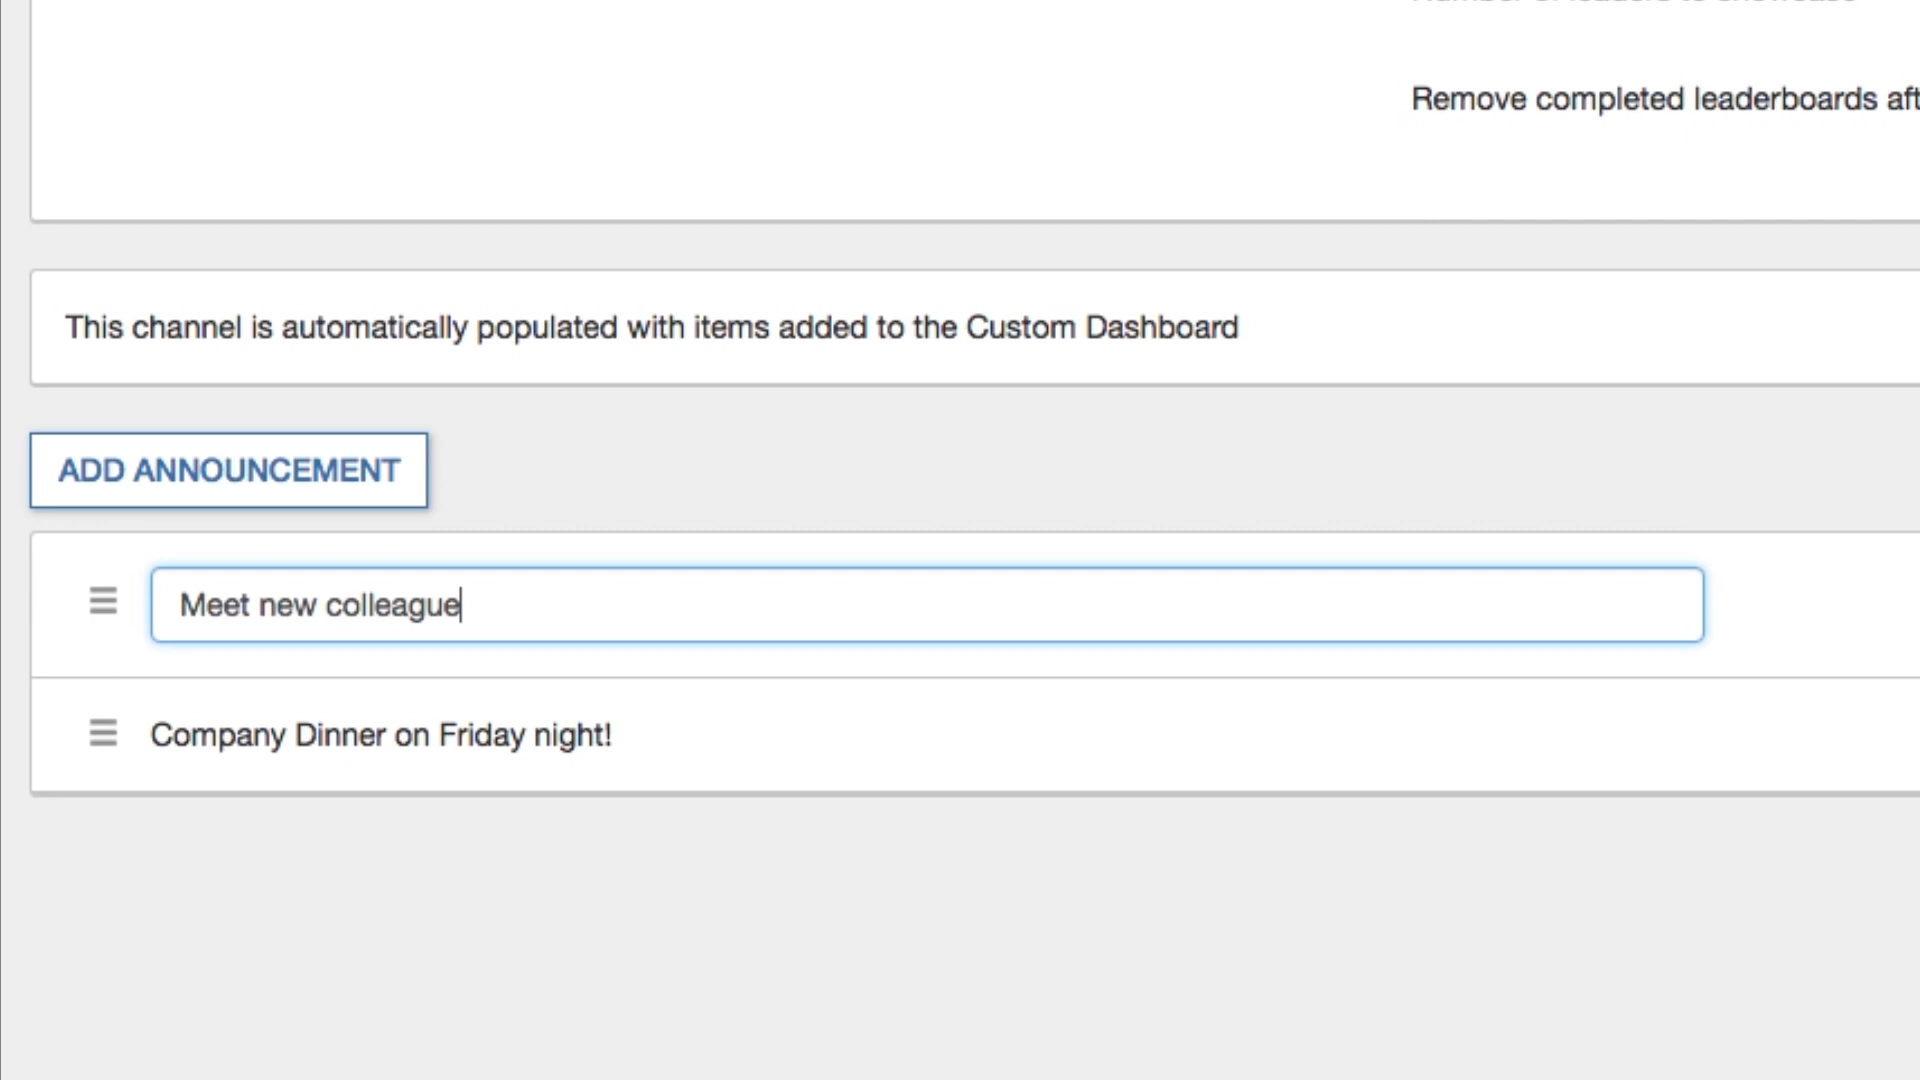 Remove completed leaderboards aft
This channel is automatically populated with items added to the Custom Dashboard
ADD ANNOUNCEMENT
Meet new colleague
Company Dinner on Friday night!